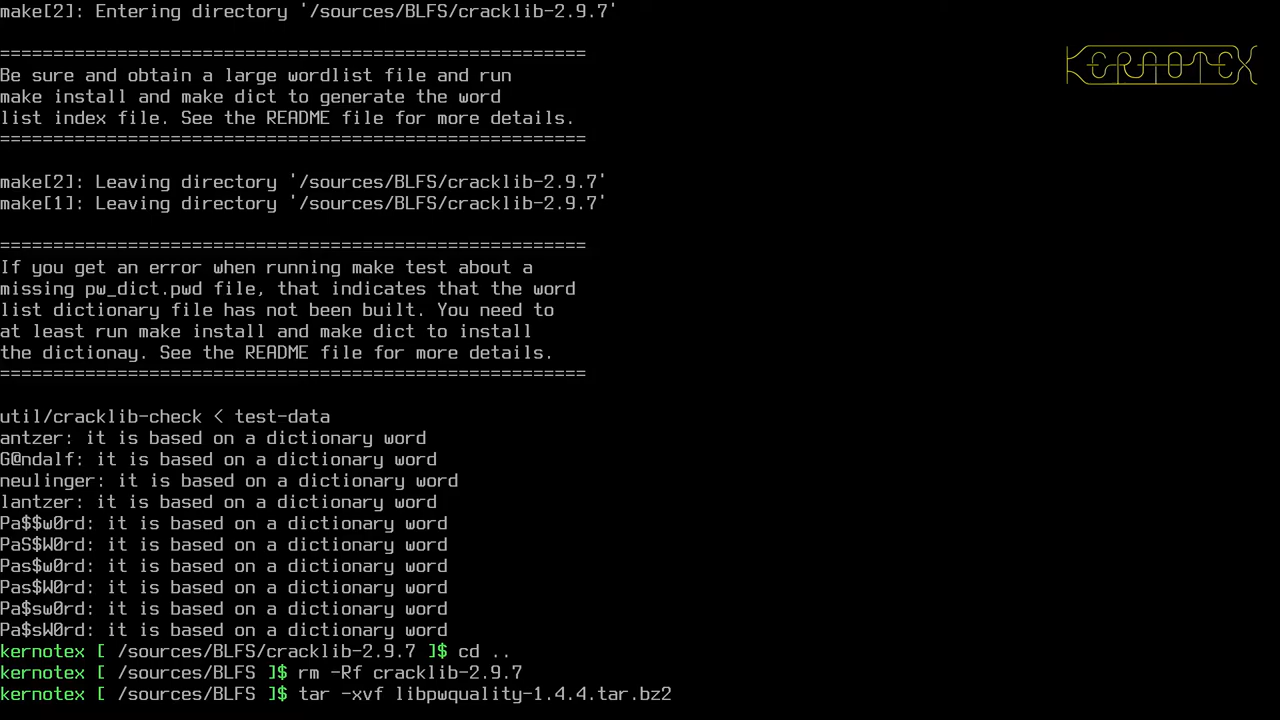 make[2]: Entering directory '/sources/BLFS/cracklib-2.9.7'
KERNOTEX
=======================================================
Be sure and obtain a large wordlist file and run
make install and make dict to generate the word
list index file. See the README file for more details.
=======================================================
make[2]: Leaving directory '/sources/BLFS/cracklib-2.9.7'
make[1]: Leaving directory '/sources/BLFS/cracklib-2.9.7'
=======================================================
If you get an error when running make test about a
missing pw_dict.pwd file, that indicates that the word
list dictionary file has not been built. You need to
at least run make install and make dict to install
the dictionay. See the README file for more details.
=======================================================
util/cracklib-check < test-data
antzer: it is based on a dictionary word
G@ndalf: it is based on a dictionary word
neulinger: it is based on a dictionary word
lantzer: it is based on a dictionary word
Pa$$w0rd: it is based on a dictionary word
PaS$W0rd: it is based on a dictionary word
Pas$w0rd: it is based on a dictionary word
Pas$W0rd: it is based on a dictionary word
Pa$sw0rd: it is based on a dictionary word
Pa$sW0rd: it is based on a dictionary word
kernotex [ /sources/BLFS/cracklib-2.9.7 ]$ cd ..
kernotex [ /sources/BLFS ]$ rm -Rf cracklib-2.9.7
kernotex [ /sources/BLFS ]$ tar -xvf libpwquality-1.4.4.tar.bz2